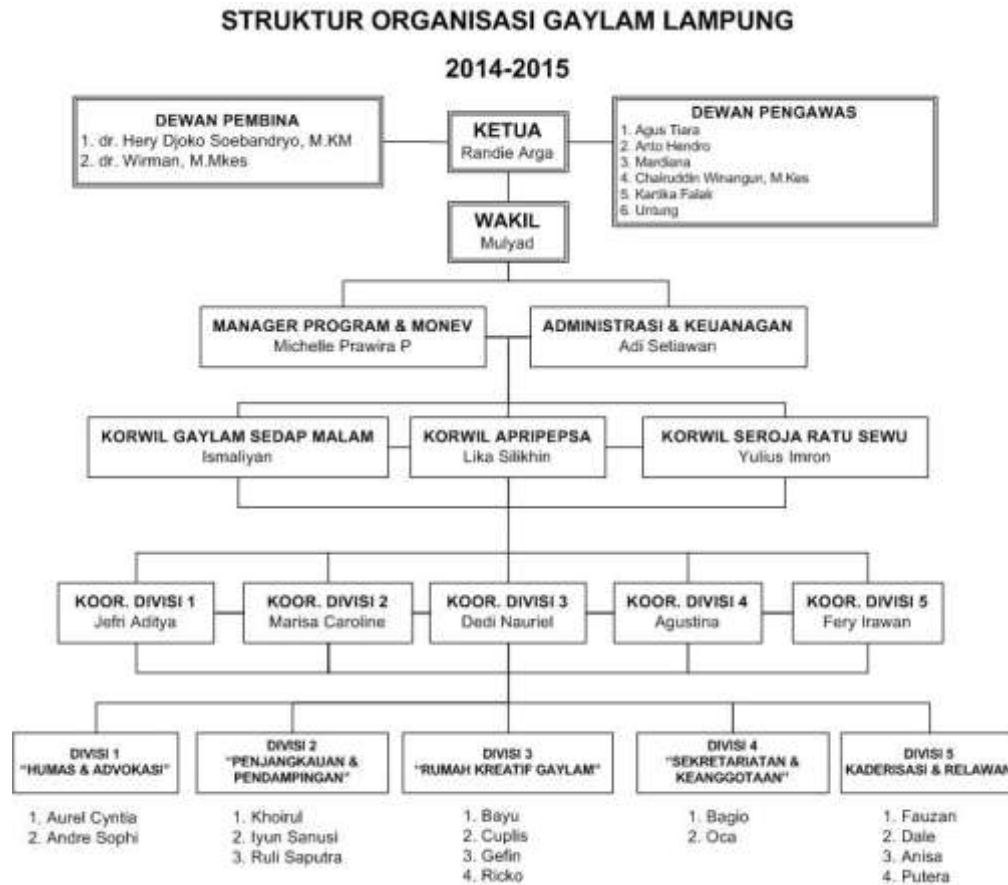 STRUKTUR ORGANISASI GAYLAM LAMPUNG
2014-2015
DEWAN PEMBINA
1. dr. Hery Djoko Soebandryo, M.KM
2. dr. Wirman, M.Mkes
KETUA
Randie Arga
DEWAN PENGAWAS
1. Agus Tiara
2. Anto Hendro
3. Mardiana
4. Chairuddin Winangun, M.Kes
5. Kartika Falak
6. Untung
WAKIL
Mulyad
MANAGER PROGRAM & MONEV
Michelle Prawira P
ADMINISTRASI & KEUANAGAN
Adi Setiawan
KORWIL GAYLAM SEDAP MALAM
Ismaliyan
KORWIL APRIPEPSA
Lika Silikhin
KORWIL SEROJA RATU SEWU
Yulius Imron
KOOR. DIVISI 1
Jefri Aditya
KOOR. DIVISI 2
Marisa Caroline
KOOR. DIVISI 3
Dedi Nauriel
KOOR. DIVISI 4
Agustina
KOOR. DIVISI 5
Fery Irawan
DIVISI 1
"HUMAS & ADVOKASI"
1. Aurel Cyntia
2. Andre Sophi
DIVISI 2
"PENJANGKAUAN &
PENDAMPINGAN"
1. Khoirul
2. Iyun Sanusi
3. Ruli Saputra
DIVISI 3
"RUMAH KREATIF GAYLAM"
1. Bayu
2. Cuplis
3. Gefin
4. Ricko
DIVISI 4
"SEKRETARIATAN &
KEANGGOTAAN"
1. Bagio
2. Oca
DIVISI 5
KADERISASI & RELAWAN
1. Fauzan
2. Dale
3. Anisa
4. Putera